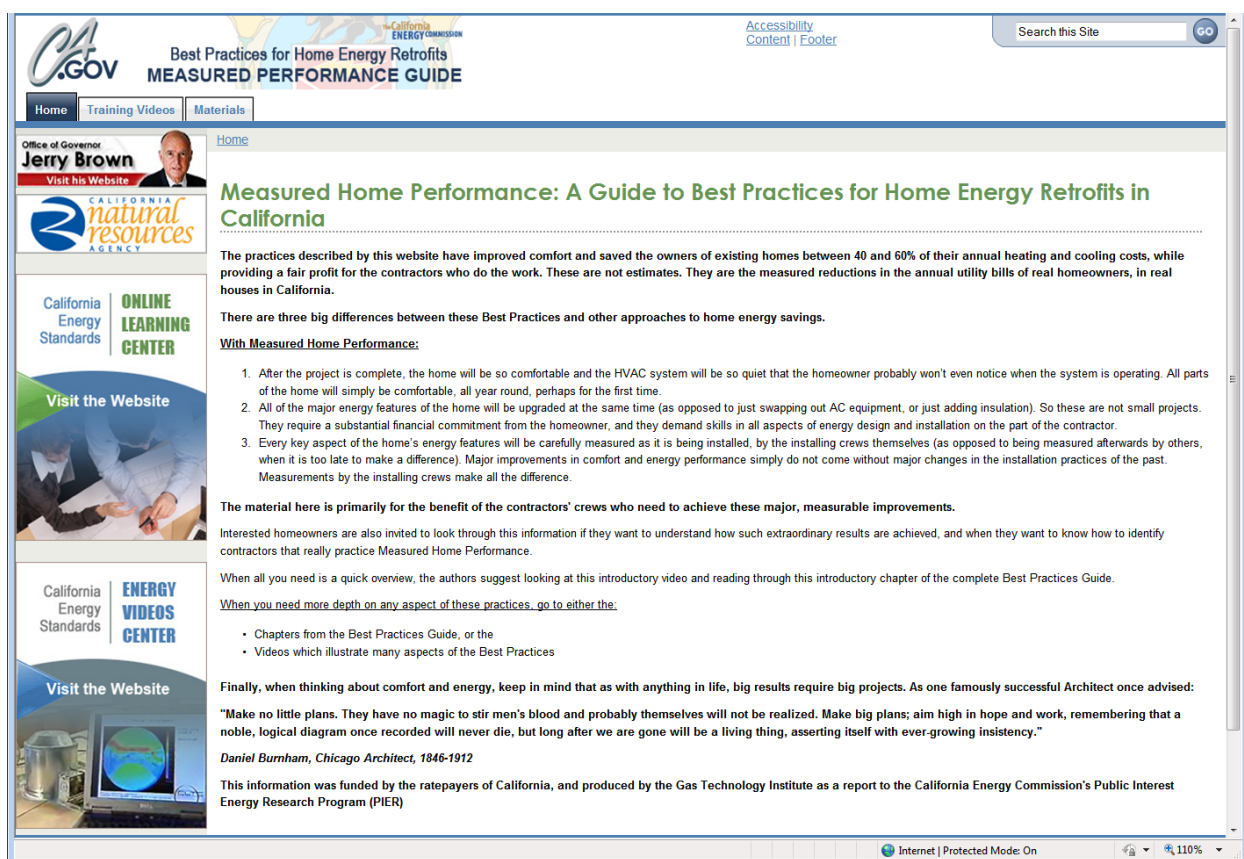 CA
.GOV
the California
ENERGY COMMISSION
Best Practices for Home Energy Retrofits
MEASURED PERFORMANCE GUIDE
Accessibility
Content | Footer
Search this Site
GO
Home
Training Videos
Materials
Office of Governor
Jerry Brown
Visit his Website
CALIFORNIA
natural
resources
AGENCY
California
Energy
Standards
ONLINE
LEARNING
CENTER
Visit the Website
California
Energy
Standards
ENERGY
VIDEOS
CENTER
Visit the Website
DELL
Home
Measured Home Performance: A Guide to Best Practices for Home Energy Retrofits in
California
The practices described by this website have improved comfort and saved the owners of existing homes between 40 and 60% of their annual heating and cooling costs, while
providing a fair profit for the contractors who do the work. These are not estimates. They are the measured reductions in the annual utility bills of real homeowners, in real
houses in California.
There are three big differences between these Best Practices and other approaches to home energy savings.
With Measured Home Performance:
1. After the project is complete, the home will be so comfortable and the HVAC system will be so quiet that the homeowner probably won't even notice when the system is operating. All parts
of the home will simply be comfortable, all year round, perhaps for the first time.
2. All of the major energy features of the home will be upgraded at the same time (as opposed to just swapping out AC equipment, or just adding insulation). So these are not small projects.
They require a substantial financial commitment from the homeowner, and they demand skills in all aspects of energy design and installation on the part of the contractor.
3. Every key aspect of the home's energy features will be carefully measured as it is being installed, by the installing crews themselves (as opposed to being measured afterwards by others,
when it is too late to make a difference). Major improvements in comfort and energy performance simply do not come without major changes in the installation practices of the past.
Measurements by the installing crews make all the difference.
The material here is primarily for the benefit of the contractors' crews who need to achieve these major, measurable improvements.
Interested homeowners are also invited to look through this information if they want to understand how such extraordinary results are achieved, and when they want to know how to identify
contractors that really practice Measured Home Performance.
When all you need is a quick overview, the authors suggest looking at this introductory video and reading through this introductory chapter of the complete Best Practices Guide.
When you need more depth on any aspect of these practices, go to either the:
• Chapters from the Best Practices Guide, or the
• Videos which illustrate many aspects of the Best Practices
Finally, when thinking about comfort and energy, keep in mind that as with anything in life, big results require big projects. As one famously successful Architect once advised:
"Make no little plans. They have no magic to stir men's blood and probably themselves will not be realized. Make big plans; aim high in hope and work, remembering that a
noble, logical diagram once recorded will never die, but long after we are gone will be a living thing, asserting itself with ever-growing insistency."
Daniel Burnham, Chicago Architect, 1846-1912
This information was funded by the ratepayers of California, and produced by the Gas Technology Institute as a report to the California Energy Commission's Public Interest
Energy Research Program (PIER)
Internet | Protected Mode: On
110%